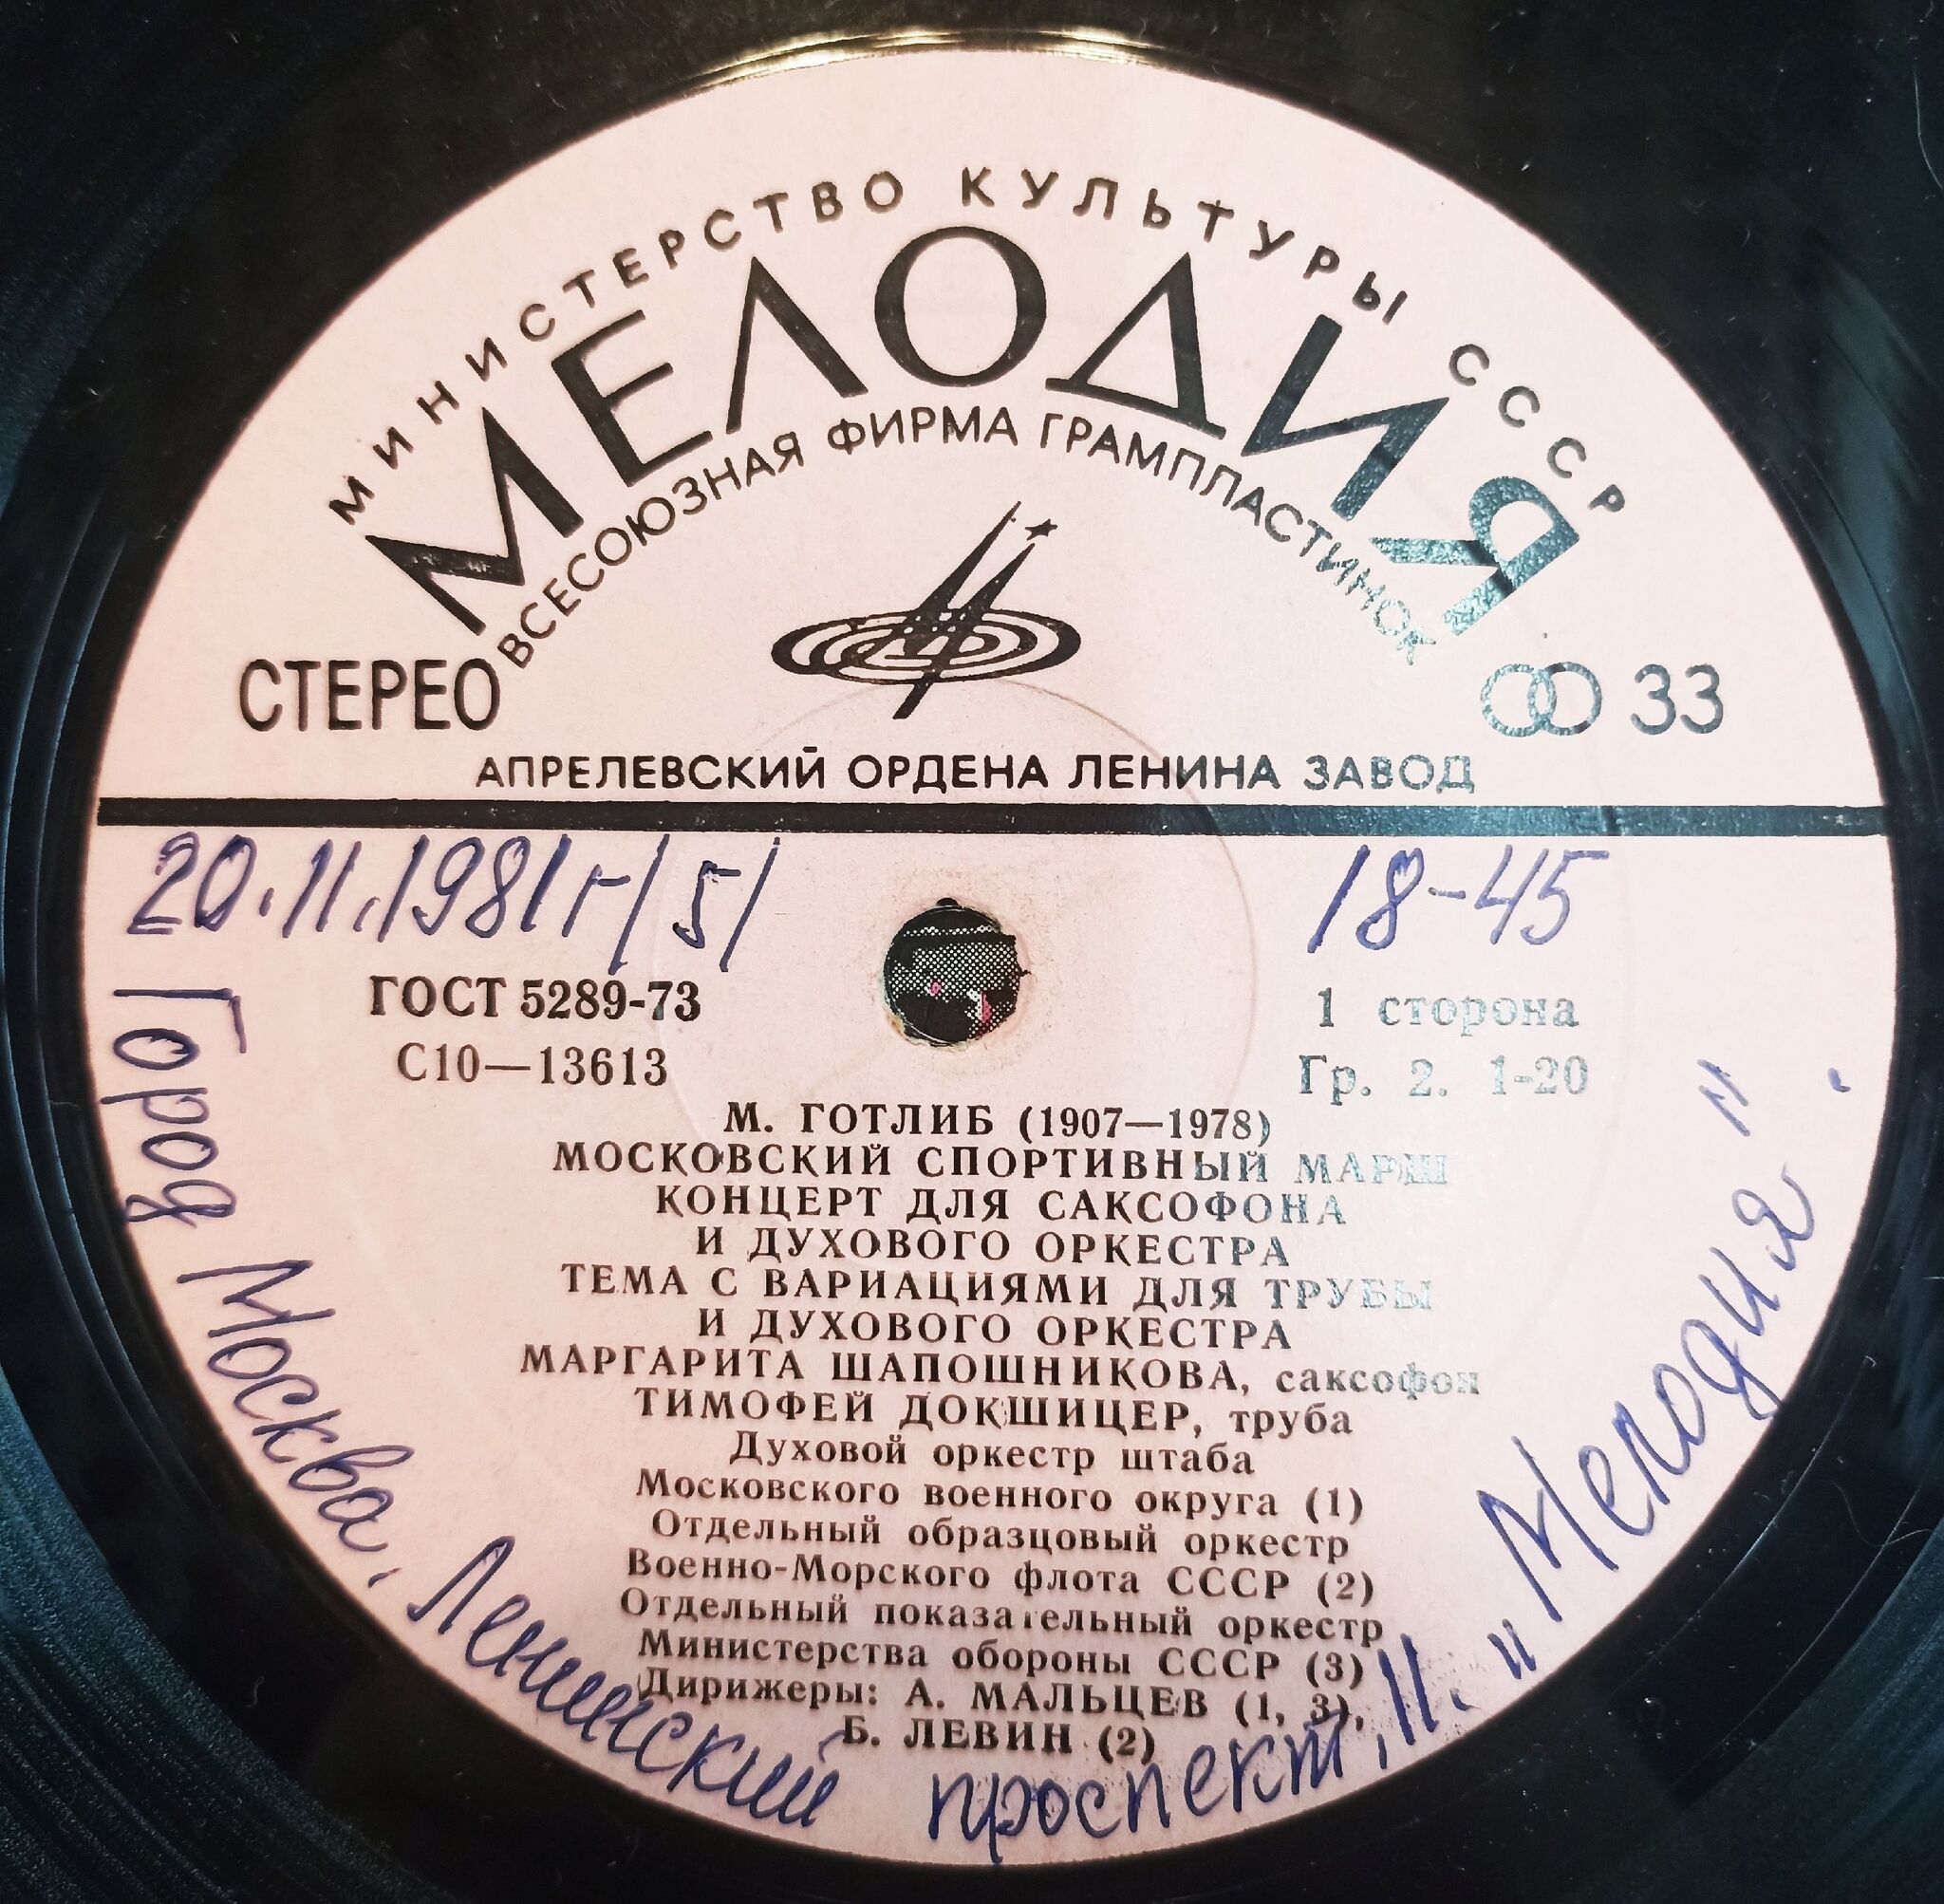 МИНИСТЕРСТВО КУЛЬТУРЫ СССР
МЕЛОДИЯ
ВСЕСОЮЗНАЯ ФИРМА ГРАМПЛАСТИНОК
СТЕРЕО
33
АПРЕЛЕВСКИЙ ОРДЕНА ЛЕНИНА ЗАВОД
20.11.1981г/5/
18-45
ГОСТ 5289-73
1 сторона
С10—13613
Гр. 2. 1-20
М. ГОТЛИБ (1907—1978)
МОСКОВСКИЙ СПОРТИВНЫЙ МАРШ
КОНЦЕРТ ДЛЯ САКСОФОНА
И ДУХОВОГО ОРКЕСТРА
ТЕМА С ВАРИАЦИЯМИ ДЛЯ ТРУБЫ
И ДУХОВОГО ОРКЕСТРА
МАРГАРИТА ШАПОШНИКОВА, саксофон
ТИМОФЕЙ ДОКШИЦЕР, труба
Духовой оркестр штаба
Московского военного округа (1)
Отдельный образцовый оркестр
Военно-Морского флота СССР (2)
Отдельный показательный оркестр
Министерства обороны СССР (3)
Дирижеры: А. МАЛЬЦЕВ (1, 3),
Б. ЛЕВИН (2)
Город Москва, Ленинский проспект, 11. „Мелодия".